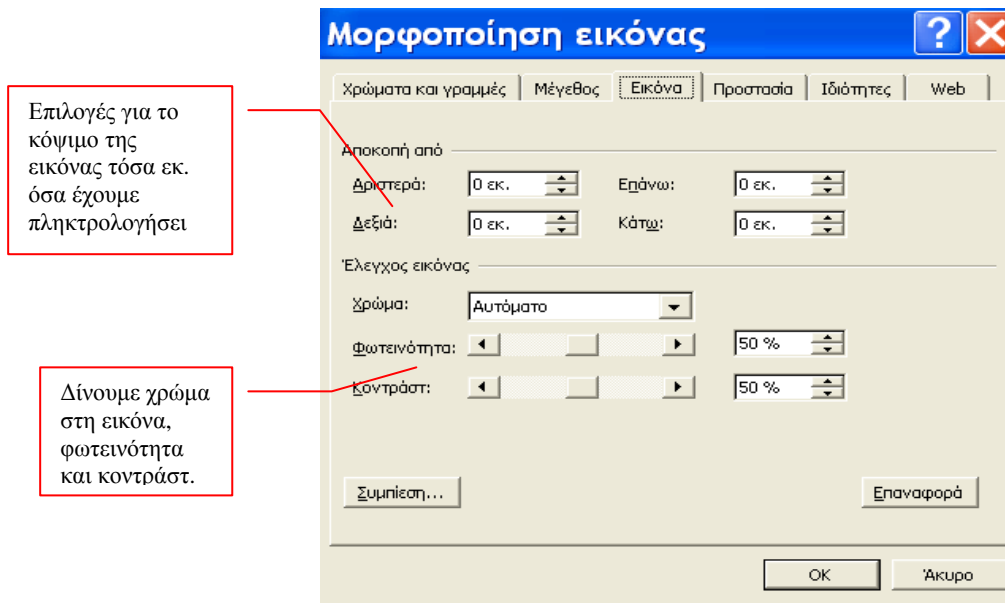 Μορφοποίηση εικόνας
Χρώματα και γραμμές Μέγεθος Εικόνα Προστασία Ιδιότητες Web
Επιλογές για το
κόψιμο της
εικόνας τόσα εκ.
όσα έχουμε
πληκτρολογήσει
Αποκοπή από
Αριστερά: 0 εκ. Επάνω: 0 εκ.
Δεξιά: 0 εκ. Κάτω: 0 εκ.
Έλεγχος εικόνας
Χρώμα: Αυτόματο
Φωτεινότητα: 50 %
Κοντράστ: 50 %
Δίνουμε χρώμα
στη εικόνα,
φωτεινότητα
και κοντράστ.
Συμπίεση... Επαναφορά
OK Άκυρο